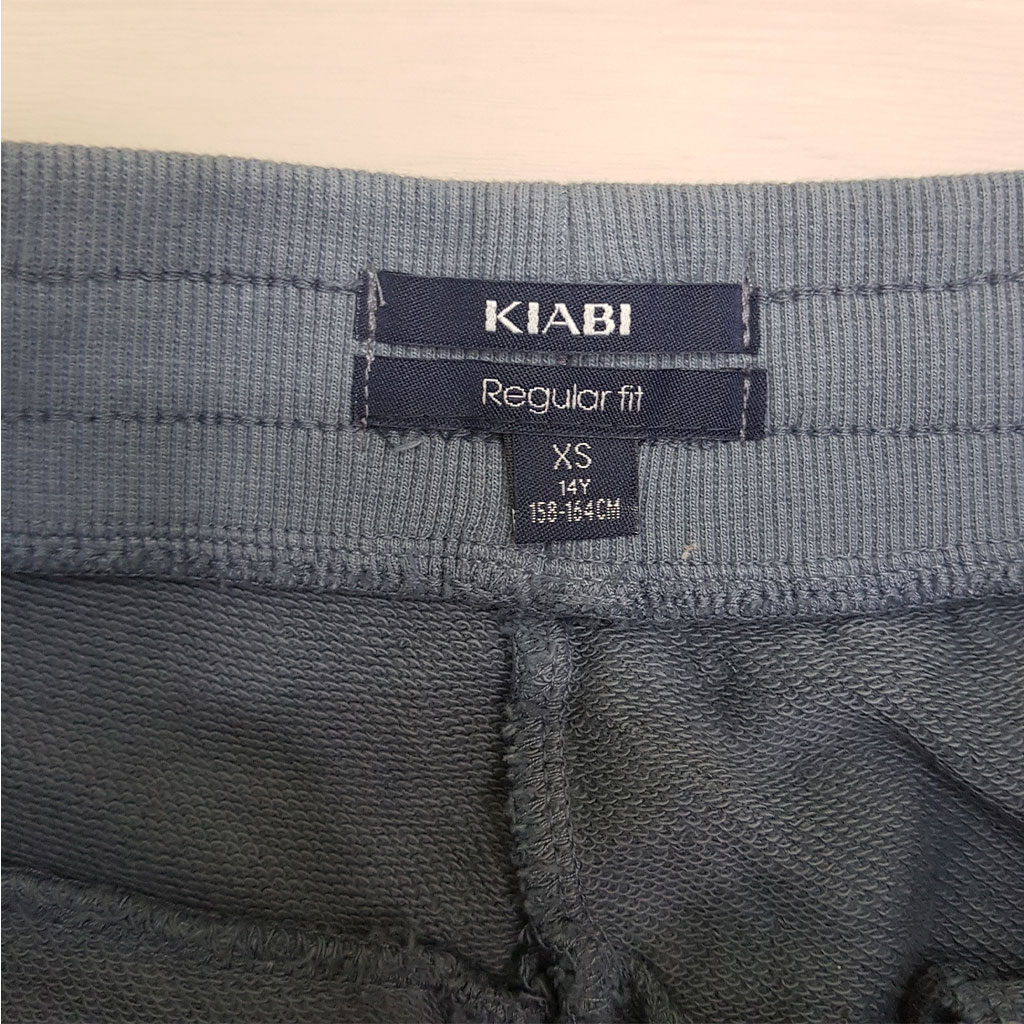 KIABI
Regular fit
XS
14Y
158-164CM